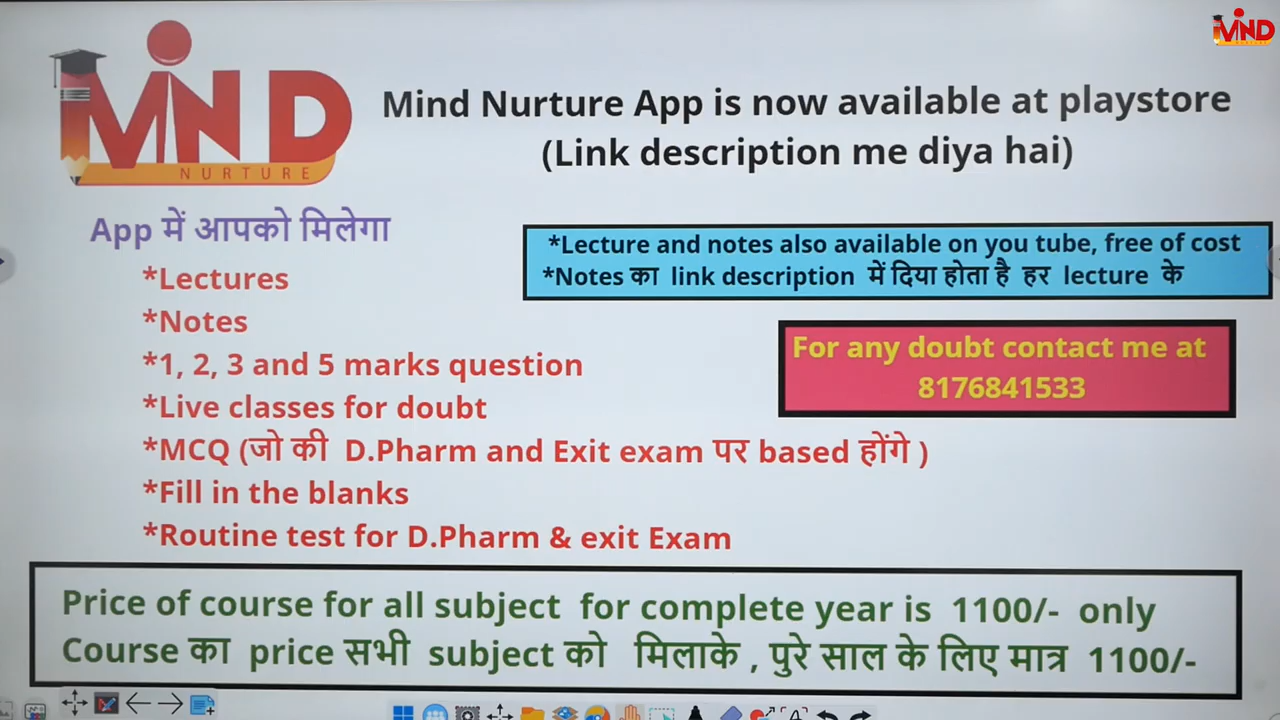 MIND
NURTURE
MIND
NURTURE
Mind Nurture App is now available at playstore
(Link description me diya hai)
App में आपको मिलेगा
*Lectures
*Notes
*1, 2, 3 and 5 marks question
*Live classes for doubt
*MCQ (जो की D.Pharm and Exit exam पर based होंगे )
*Fill in the blanks
*Routine test for D.Pharm & exit Exam
*Lecture and notes also available on you tube, free of cost
*Notes का link description में दिया होता है हर lecture के
For any doubt contact me at
8176841533
Price of course for all subject for complete year is 1100/- only
Course का price सभी subject को मिलाके , पुरे साल के लिए मात्र 1100/-